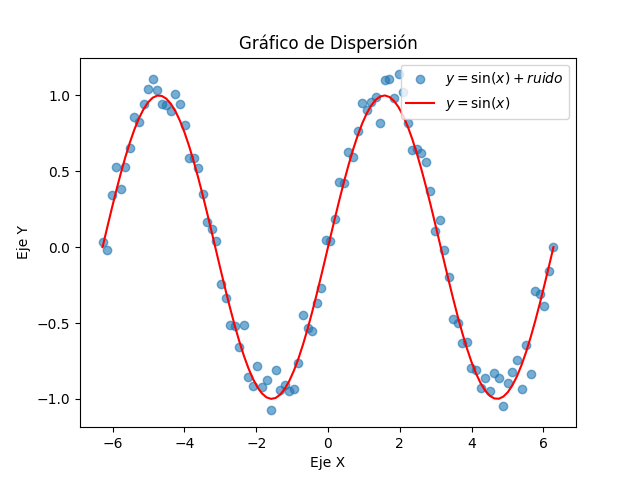 Gráfico de Dispersión
y = sin(x) + ruido
y = sin(x)
1.0
0.5
0.0
−0.5
−1.0
Eje Y
−6 −4 −2 0 2 4 6
Eje X